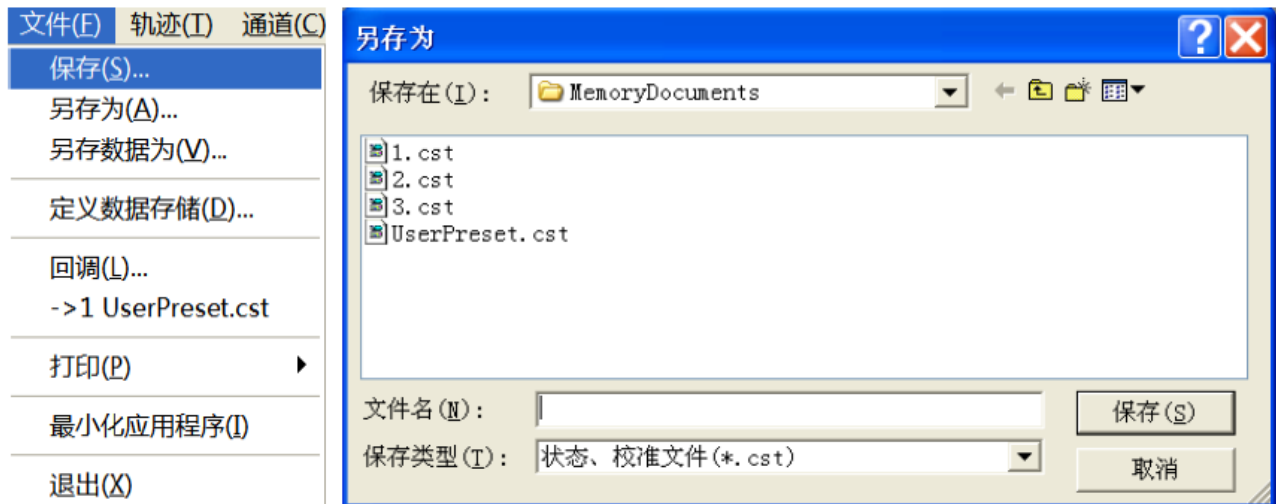 文件(F) 轨迹(T) 通道(C)
保存(S)...
另存为(A)...
另存数据为(V)...
定义数据存储(D)...
回调(L)...
->1 UserPreset.cst
打印(P)
最小化应用程序(I)
退出(X)
另存为
保存在(I): MemoryDocuments
1.cst
2.cst
3.cst
UserPreset.cst
文件名(N):
保存(S)
保存类型(T): 状态、校准文件(*.cst)
取消